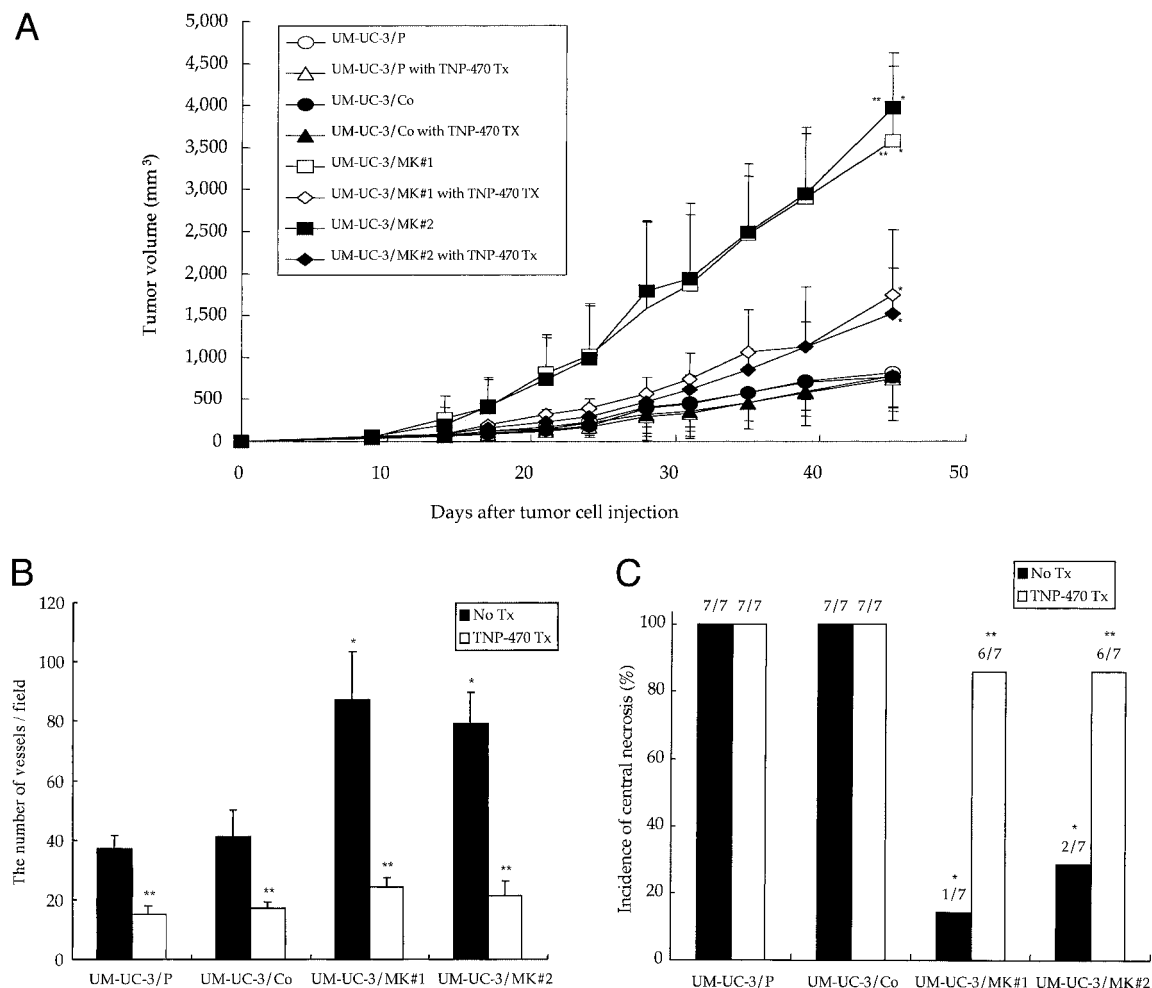 A
5,000
4,500
4,000
3,500
3,000
2,500
2,000
1,500
1,000
500
0
Tumor volume (mm³)
UM-UC-3/P
UM-UC-3/P with TNP-470 Tx
UM-UC-3/Co
UM-UC-3/Co with TNP-470 TX
UM-UC-3/MK#1
UM-UC-3/MK#1 with TNP-470 TX
UM-UC-3/MK#2
UM-UC-3/MK#2 with TNP-470 Tx
** *
** *
*
*
0 10 20 30 40 50
Days after tumor cell injection
B
No Tx
TNP-470 Tx
120
100
80
60
40
20
0
The number of vessels / field
** ** * ** * **
UM-UC-3/P UM-UC-3/Co UM-UC-3/MK#1 UM-UC-3/MK#2
C
No Tx
TNP-470 Tx
100
80
60
40
20
0
Incidence of central necrosis (%)
7/7 7/7 7/7 7/7
** **
6/7 6/7
*
2/7
*
1/7
UM-UC-3/P UM-UC-3/Co UM-UC-3/MK#1 UM-UC-3/MK#2